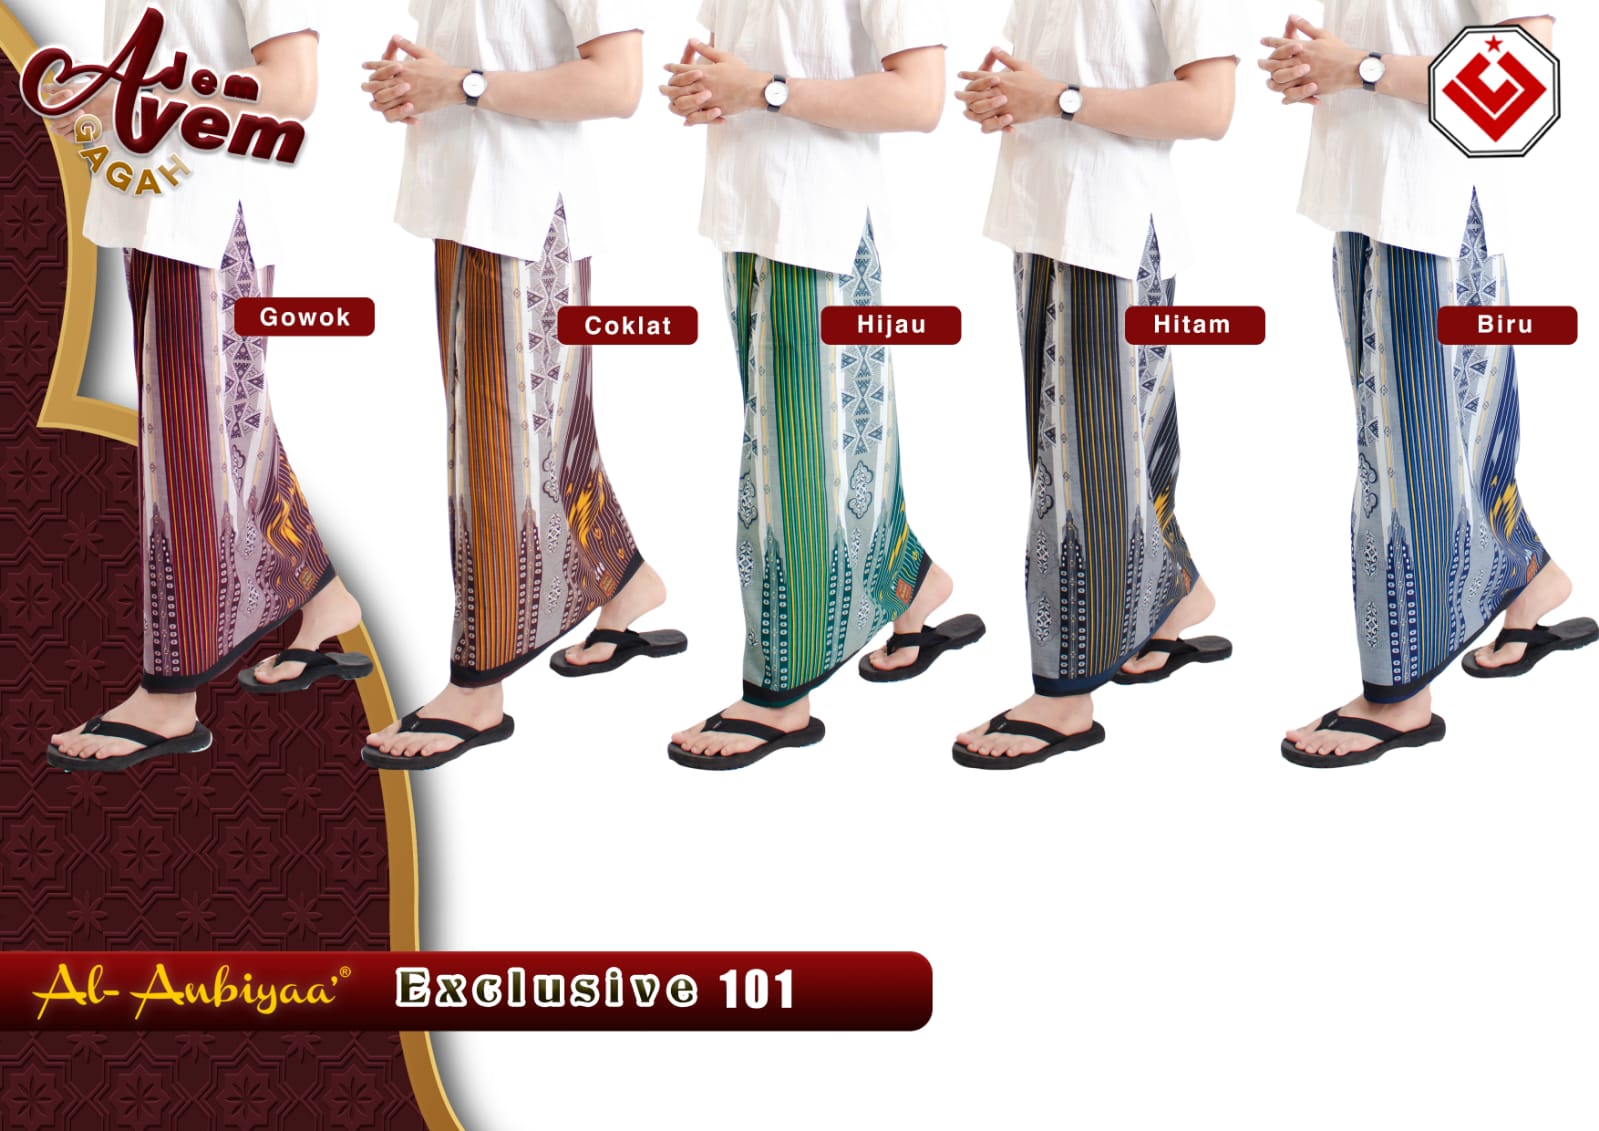 Adem
Ayem
GAGAH
Gowok
Coklat
Hijau
Hitam
Biru
Al-Anbiyaa'®
Exclusive 101